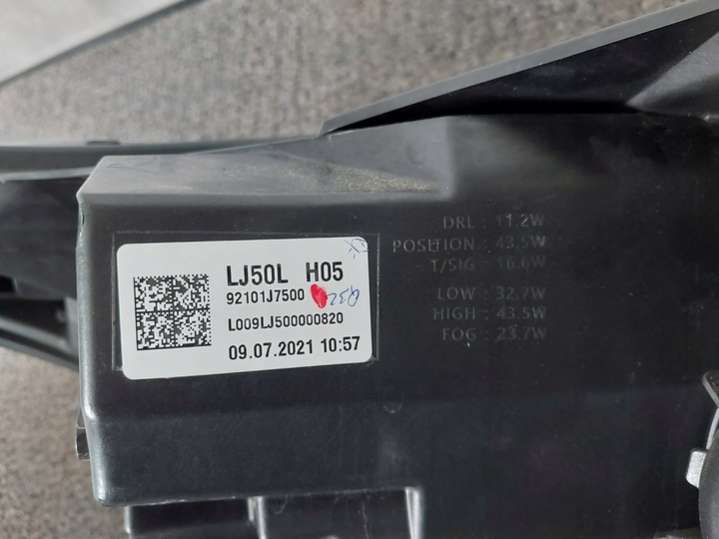 LJ50L H05
92101J7500
L009LJ500000820
09.07.2021 10:57
DRL : 11.2W
POSITION : 43.5W
T/SIG : 16.6W
LOW : 32.7W
HIGH : 43.5W
FOG : 23.7W